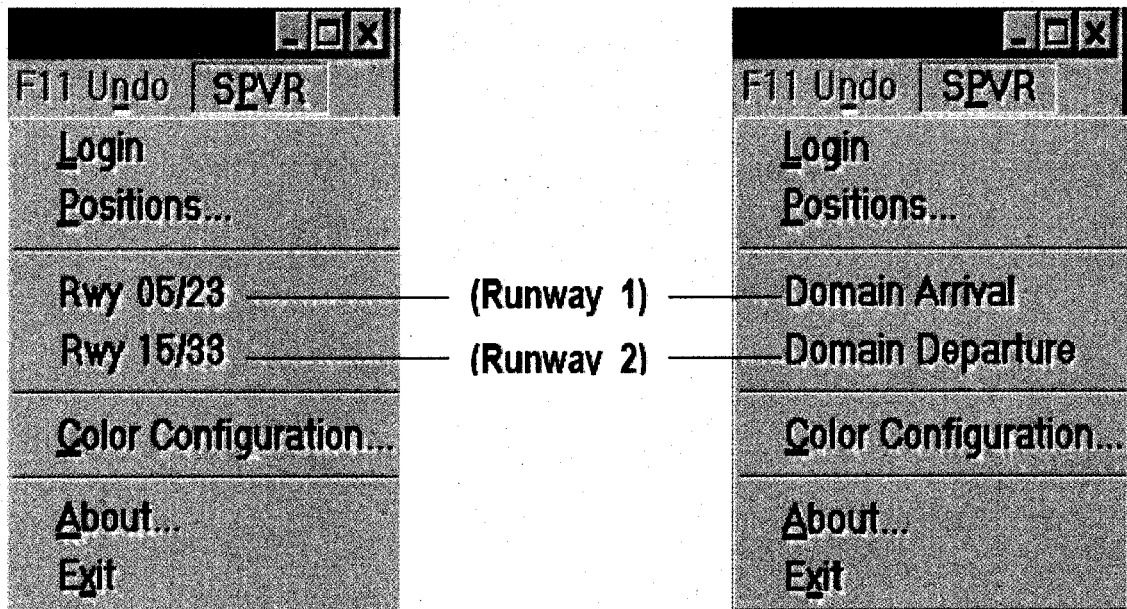 F11 Undo SPVR
Login
Positions...
Rwy 05/23
Rwy 15/33
Color Configuration...
About...
Exit
(Runway 1)
(Runway 2)
F11 Undo SPVR
Login
Positions...
Domain Arrival
Domain Departure
Color Configuration...
About...
Exit